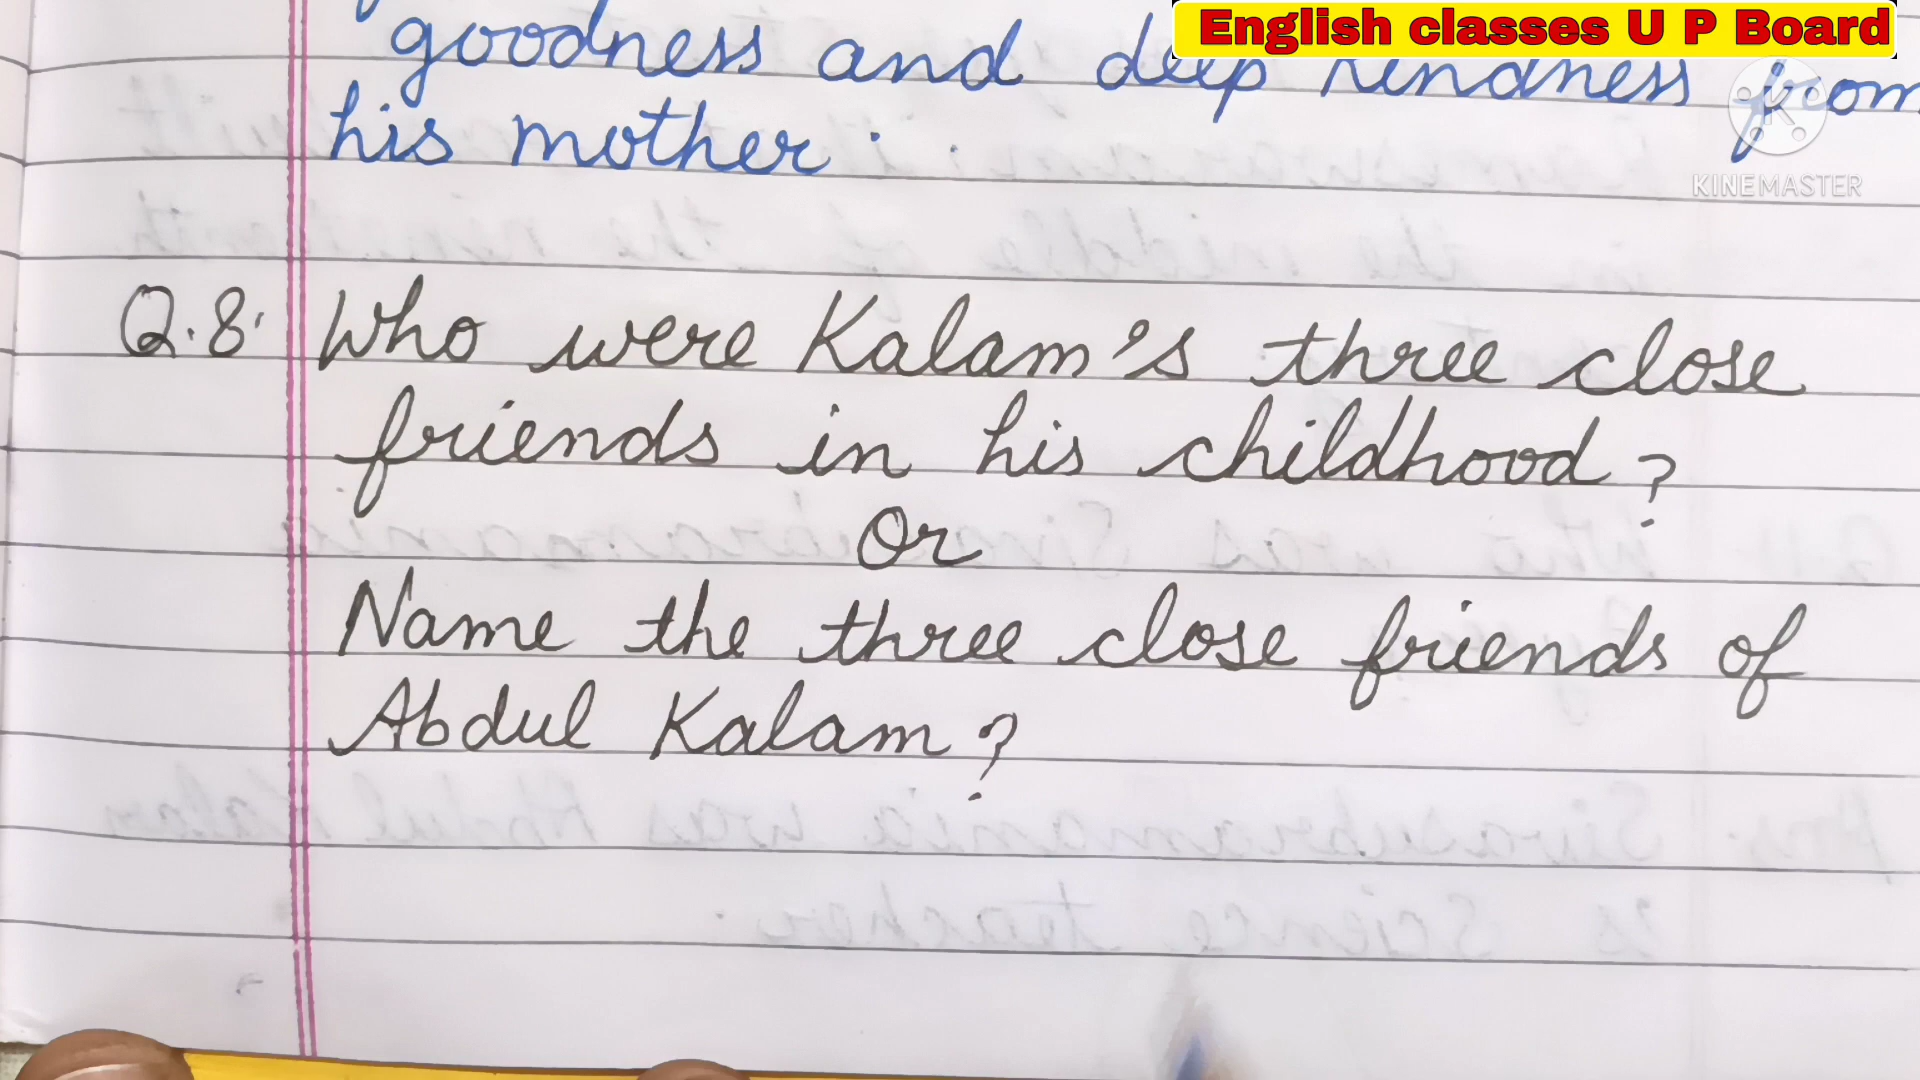 English classes U P Board
goodness and deep kindness from
his mother.
KINEMASTER
Q.8. Who were Kalam's three close
friends in his childhood?
Or
Name the three close friends of
Abdul Kalam?